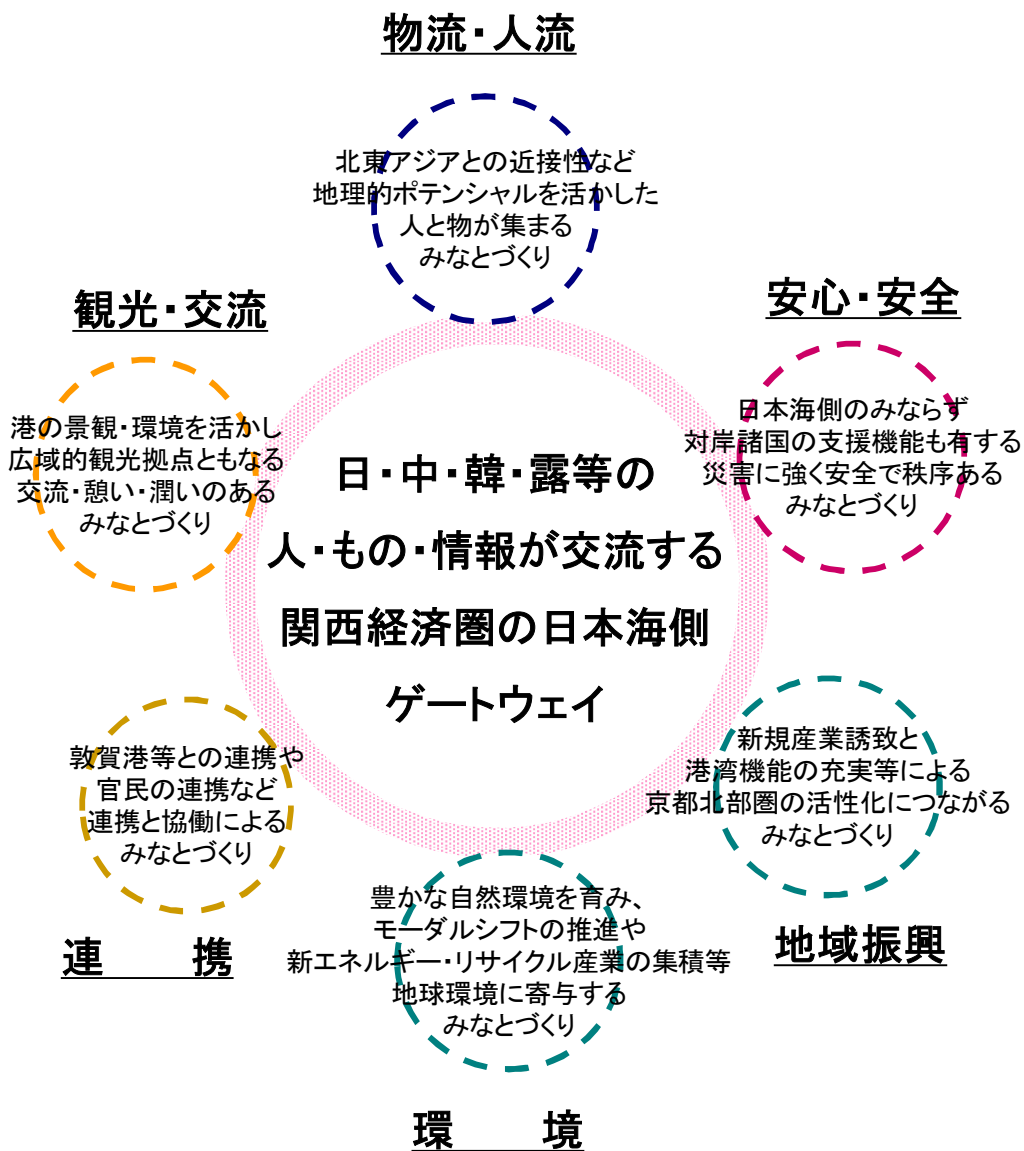 物流・人流
北東アジアとの近接性など
地理的ポテンシャルを活かした
人と物が集まる
みなとづくり
観光・交流
港の景観・環境を活かし
広域的観光拠点ともなる
交流・憩い・潤いのある
みなとづくり
安心・安全
日本海側のみならず
対岸諸国の支援機能も有する
災害に強く安全で秩序ある
みなとづくり
日・中・韓・露等の
人・もの・情報が交流する
関西経済圏の日本海側
ゲートウェイ
敦賀港等との連携や
官民の連携など
連携と協働による
みなとづくり
連　携
新規産業誘致と
港湾機能の充実等による
京都北部圏の活性化につながる
みなとづくり
地域振興
豊かな自然環境を育み、
モーダルシフトの推進や
新エネルギー・リサイクル産業の集積等
地球環境に寄与する
みなとづくり
環　境